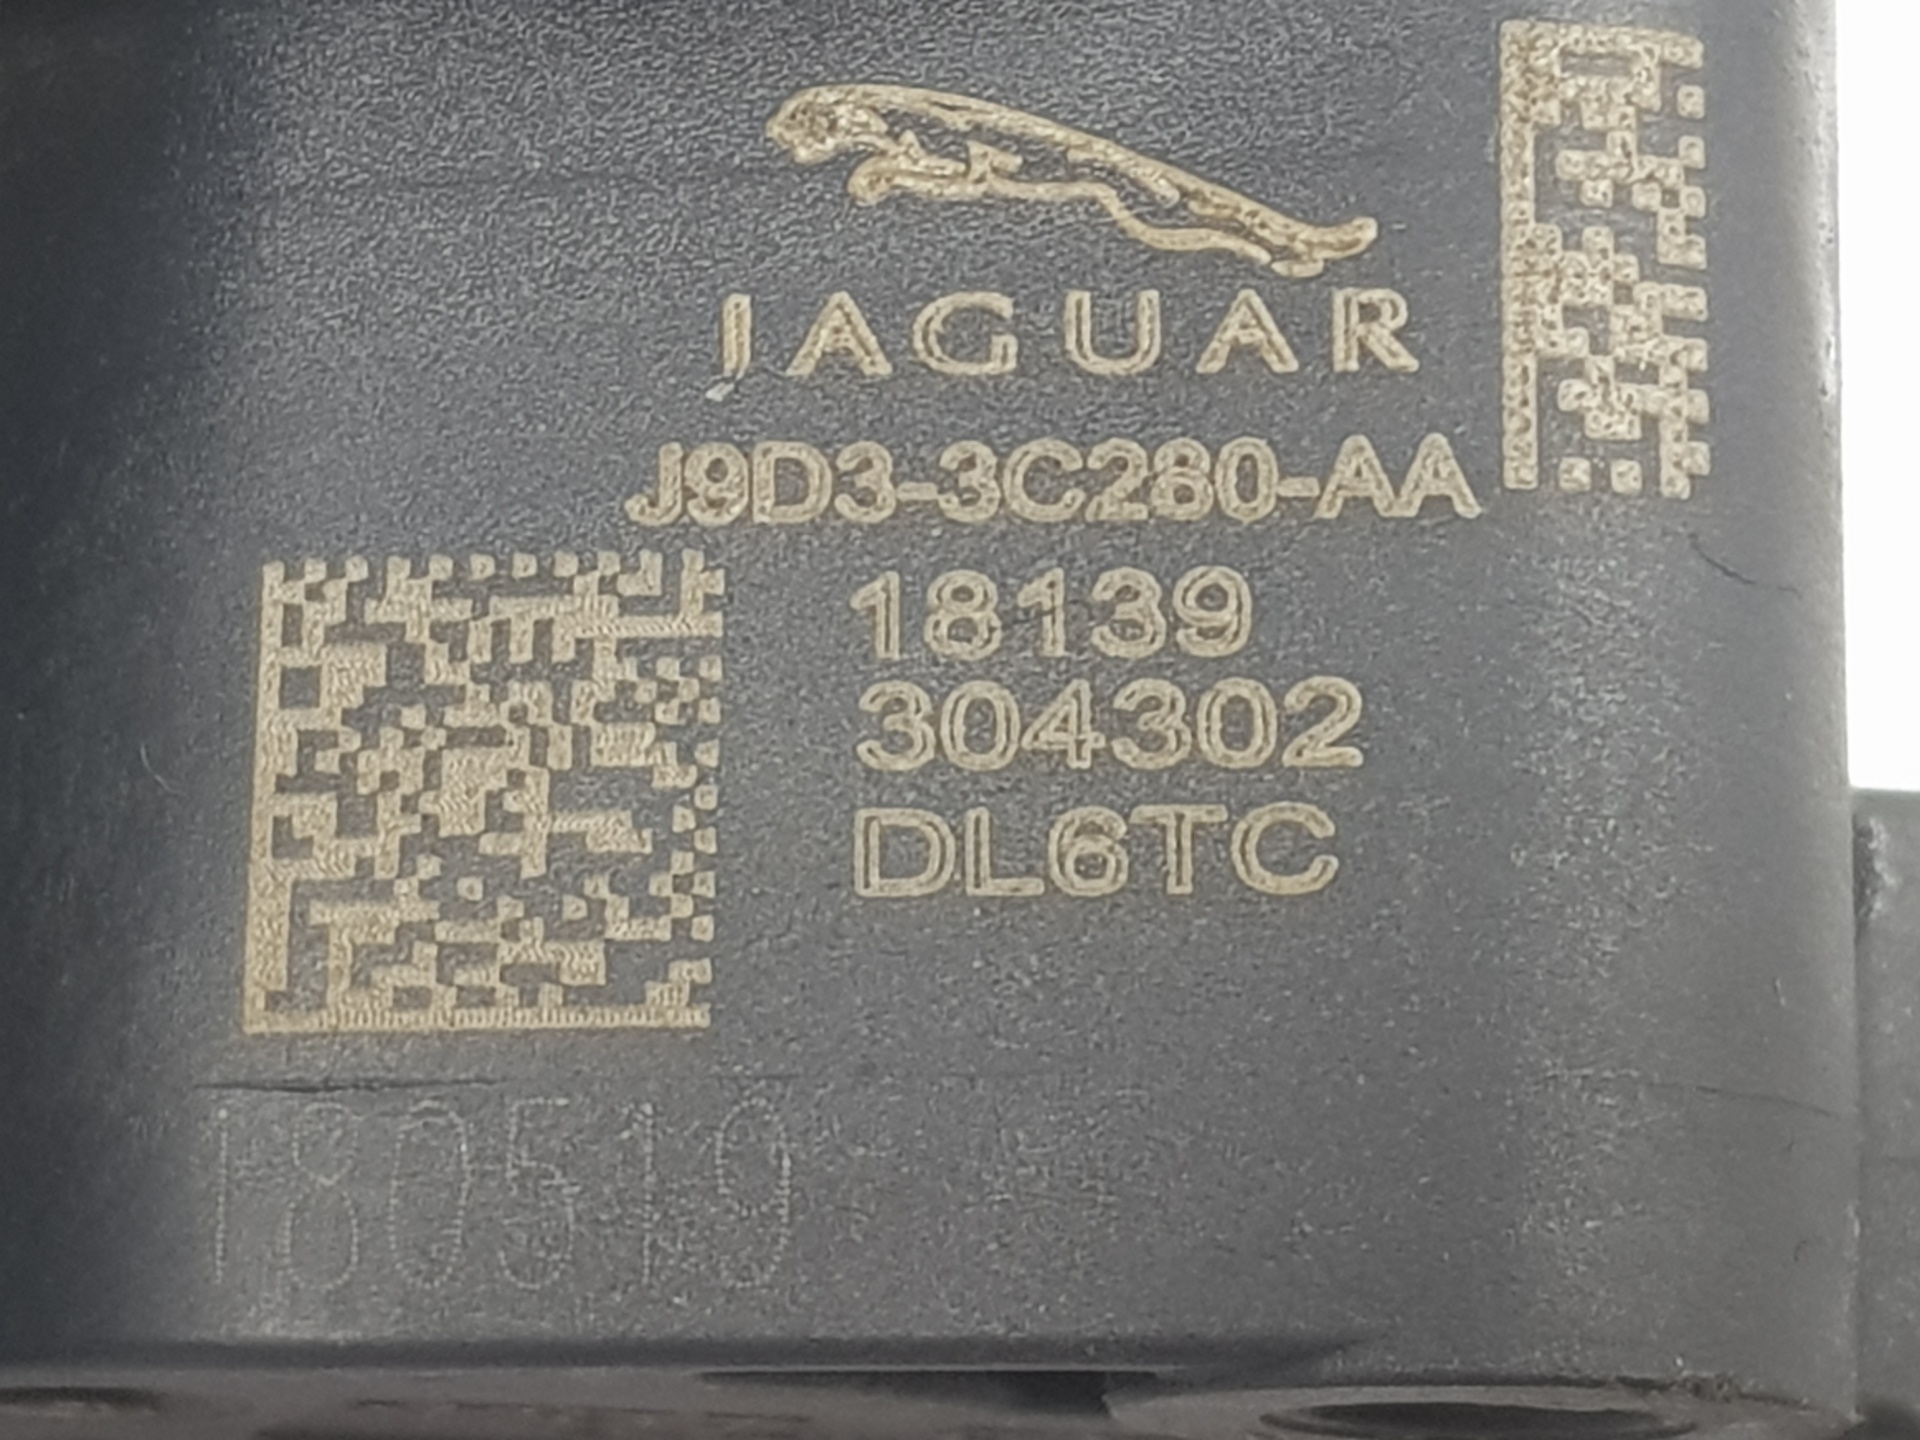 JAGUAR
J9D3-3C280-AA
18139
304302
DL6TC
180519